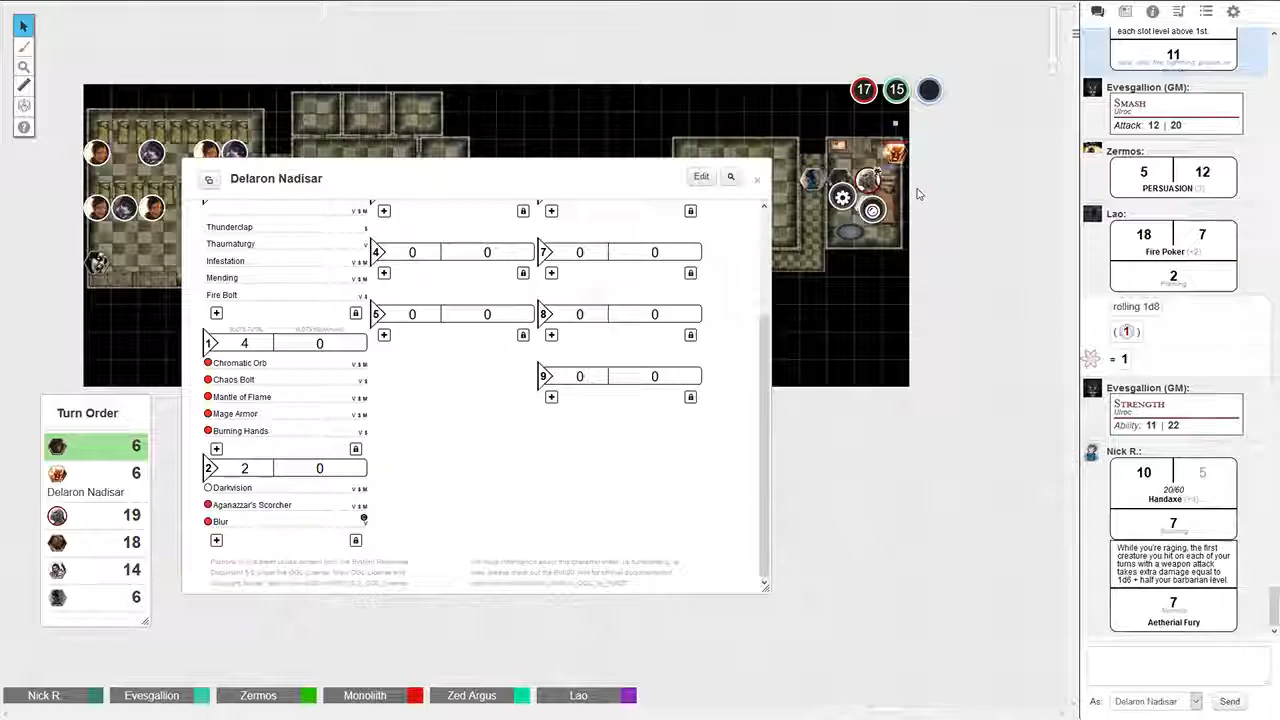 each slot level above 1st.
11
Evesgallion (GM):
Smash
Ulroc
Attack: 12 | 20
Zermos:
5 12
PERSUASION (3)
Lao:
18 7
Fire Poker (+2)
2
Piercing
rolling 1d8
( 1 )
= 1
Evesgallion (GM):
Strength
Ulroc
Ability: 11 | 22
Nick R.:
10 5
20/60
Handaxe (+4)
7
While you're raging, the first
creature you hit on each of your
turns with a weapon attack
takes extra damage equal to
1d6 + half your barbarian level.
7
Aetherial Fury
As: Delaron Nadisar Send
17 15
Delaron Nadisar Edit
Thunderclap
Thaumaturgy V
Infestation V S M
Mending
Fire Bolt V S
1 4 0
Chromatic Orb V S M
Chaos Bolt V S
Mantle of Flame V S M
Mage Armor V S M
Burning Hands V S
2 2 0
Darkvision V S M
Aganazzar's Scorcher V S M
Blur V
4 0 0
5 0 0
7 0 0
8 0 0
9 0 0
Turn Order
6
6
Delaron Nadisar
19
18
14
6
Nick R. Evesgallion Zermos Monolith Zed Argus Lao